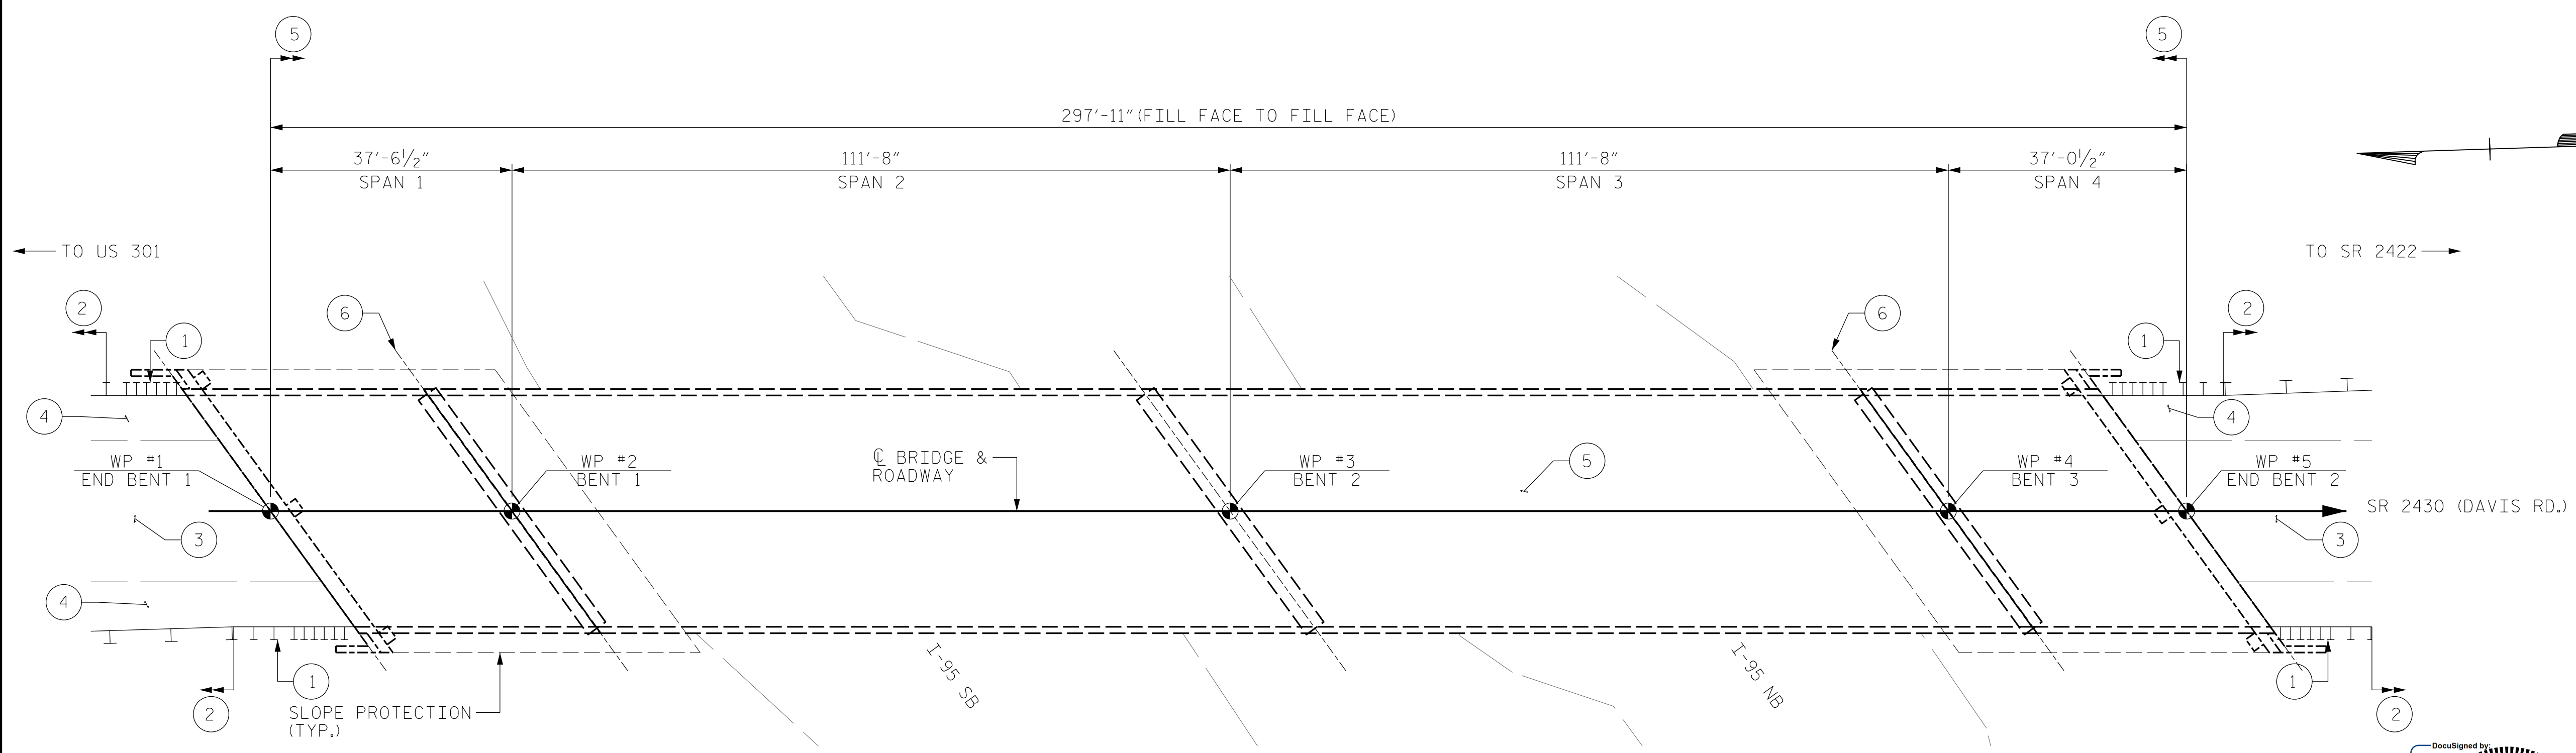 5
5
297'-11"(FILL FACE TO FILL FACE)
37'-6½"
111'-8"
111'-8"
37'-0½"
SPAN 1
SPAN 2
SPAN 3
SPAN 4
TO US 301
TO SR 2422
2
6
6
2
1
1
4
4
WP #1
END BENT 1
WP #2
BENT 1
℄ BRIDGE &
ROADWAY
WP #3
BENT 2
5
WP #4
BENT 3
WP #5
END BENT 2
SR 2430 (DAVIS RD.)
3
3
4
1
1
2
2
SLOPE PROTECTION
(TYP.)
I-95 SB
I-95 NB
DocuSigned by: